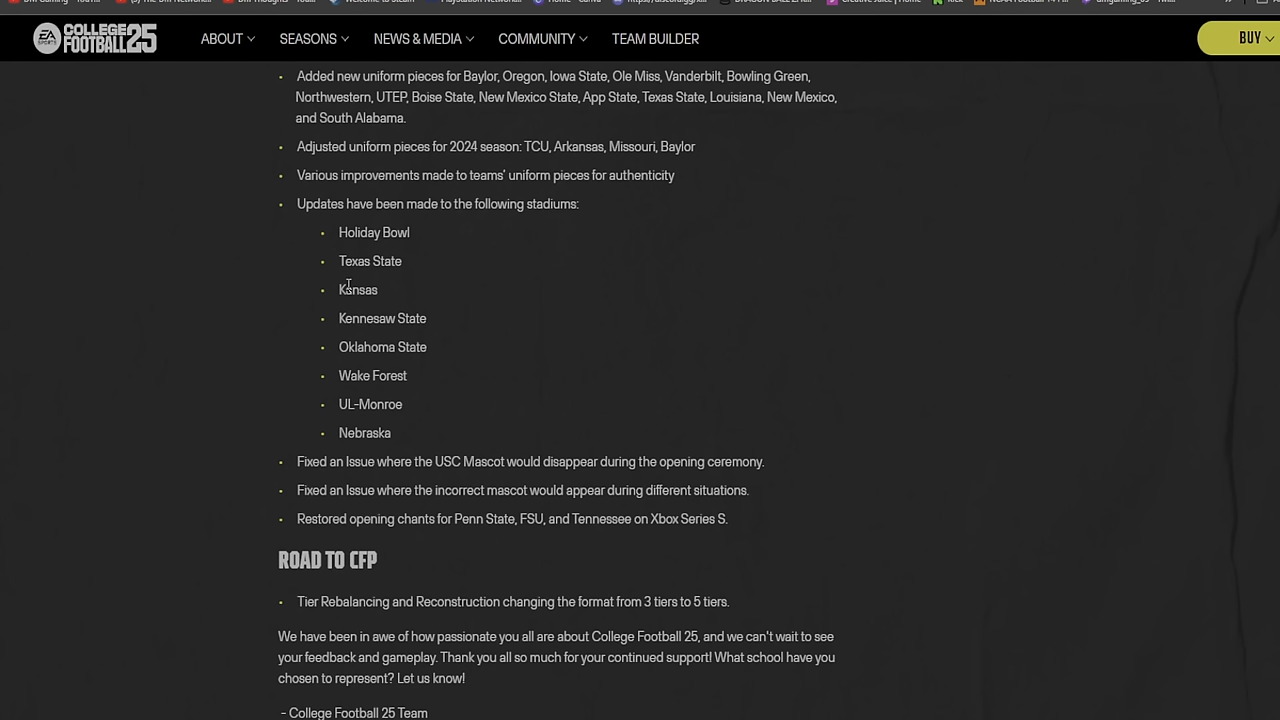 EA SPORTS COLLEGE FOOTBALL 25 ABOUT SEASONS NEWS & MEDIA COMMUNITY TEAM BUILDER BUY
• Added new uniform pieces for Baylor, Oregon, Iowa State, Ole Miss, Vanderbilt, Bowling Green,
Northwestern, UTEP, Boise State, New Mexico State, App State, Texas State, Louisiana, New Mexico,
and South Alabama.
• Adjusted uniform pieces for 2024 season: TCU, Arkansas, Missouri, Baylor
• Various improvements made to teams' uniform pieces for authenticity
• Updates have been made to the following stadiums:
• Holiday Bowl
• Texas State
• Kansas
• Kennesaw State
• Oklahoma State
• Wake Forest
• UL-Monroe
• Nebraska
• Fixed an Issue where the USC Mascot would disappear during the opening ceremony.
• Fixed an Issue where the incorrect mascot would appear during different situations.
• Restored opening chants for Penn State, FSU, and Tennessee on Xbox Series S.
ROAD TO CFP
• Tier Rebalancing and Reconstruction changing the format from 3 tiers to 5 tiers.
We have been in awe of how passionate you all are about College Football 25, and we can't wait to see
your feedback and gameplay. Thank you all so much for your continued support! What school have you
chosen to represent? Let us know!
- College Football 25 Team